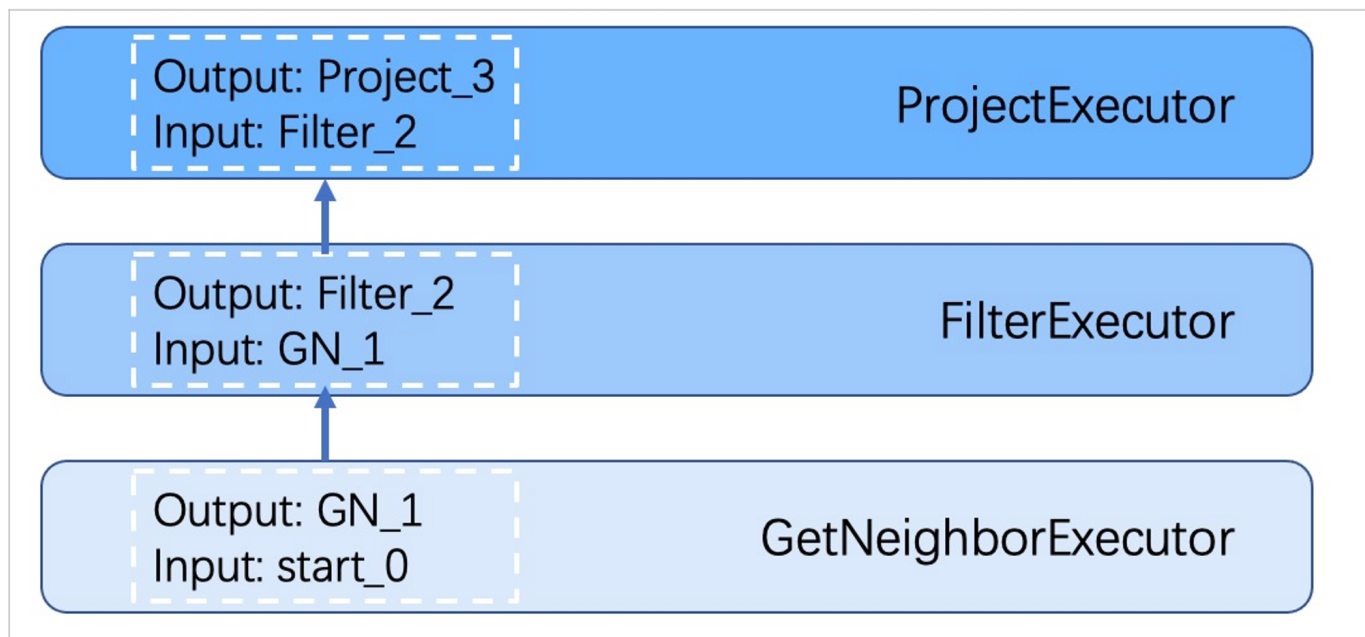 Output: Project_3
Input: Filter_2
ProjectExecutor
Output: Filter_2
Input: GN_1
FilterExecutor
Output: GN_1
Input: start_0
GetNeighborExecutor